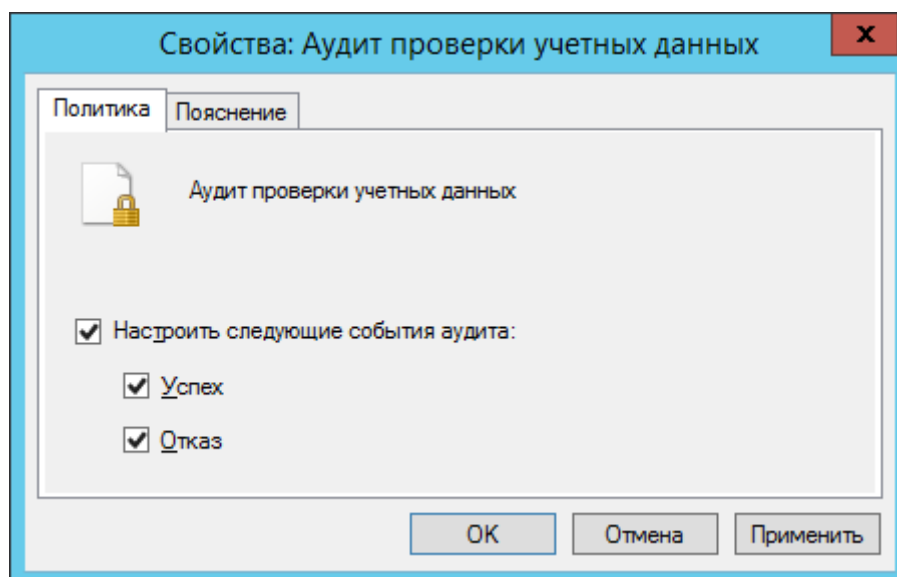 Свойства: Аудит проверки учетных данных
x
Политика
Пояснение
Аудит проверки учетных данных
Настроить следующие события аудита:
Успех
Отказ
OK
Отмена
Применить